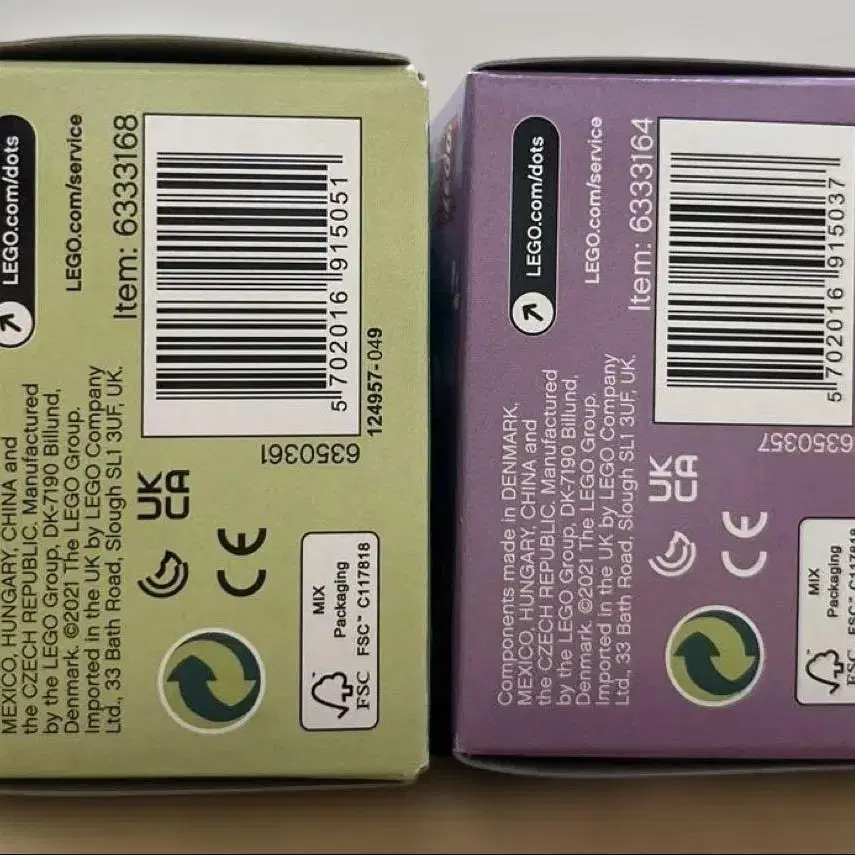 LEGO.com/dots
LEGO.com/service
Item: 6333168
5 702016 915051
124957-049
6350361
MEXICO, HUNGARY, CHINA and
the CZECH REPUBLIC. Manufactured
by the LEGO Group, DK-7190 Billund,
Denmark. ©2021 The LEGO Group.
Imported in the UK by LEGO Company
Ltd., 33 Bath Road, Slough SL1 3UF, UK.
UK
CA
CE
MIX
Packaging
FSC FSC™ C117818
LEGO.com/dots
LEGO.com/service
Item: 6333164
5 702016 915037
6350357
Components made in DENMARK,
MEXICO, HUNGARY, CHINA and
the CZECH REPUBLIC. Manufactured
by the LEGO Group, DK-7190 Billund,
Denmark. ©2021 The LEGO Group.
Imported in the UK by LEGO Company
Ltd., 33 Bath Road, Slough SL1 3UF, UK.
UK
CA
CE
MIX
Packaging
FSC FSC™ C117818